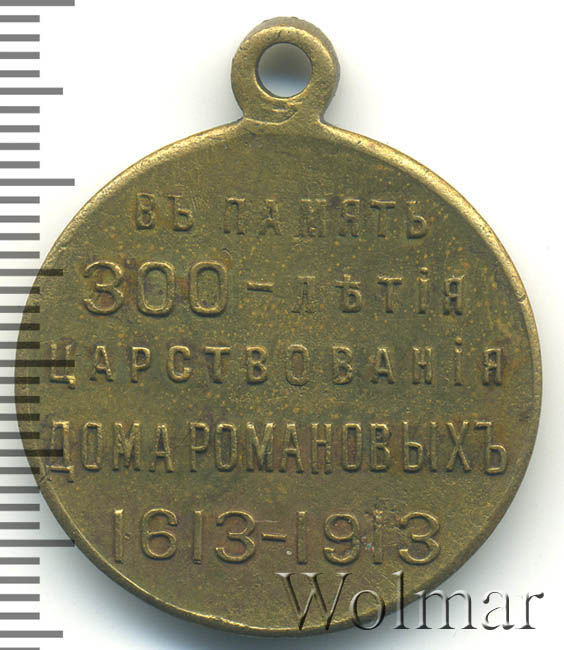 ВЪ ПАМЯТЬ
300-ЛѢТІЯ
ЦАРСТВОВАНІЯ
ДОМА РОМАНОВЫХЪ
1613-1913
Wolmar